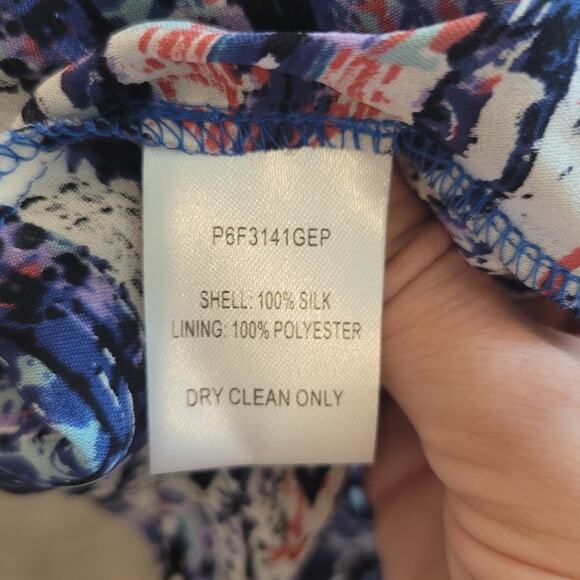 P6F3141GEP
SHELL: 100% SILK
LINING: 100% POLYESTER
DRY CLEAN ONLY